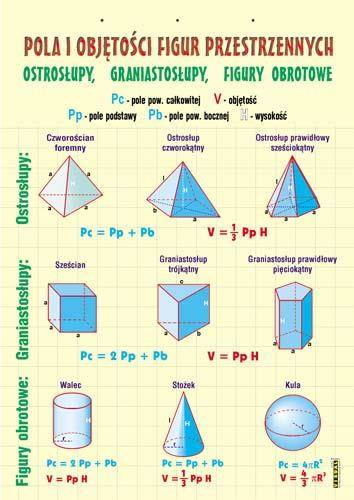 POLA I OBJĘTOŚCI FIGUR PRZESTRZENNYCH
OSTROSŁUPY, GRANIASTOSŁUPY, FIGURY OBROTOWE
Pc - pole pow. całkowitej V - objętość
Pp - pole podstawy Pb - pole pow. bocznej H - wysokość
Ostrosłupy:
Czworościan foremny
Ostrosłup czworokątny
Ostrosłup prawidłowy sześciokątny
a a a a
l H
l H a
Pc = Pp + Pb V = 1/3 Pp H
Graniastosłupy:
Sześcian
Graniastosłup trójkątny
Graniastosłup prawidłowy pięciokątny
a a a
c a b H
H a a
Pc = 2 Pp + Pb V = Pp H
Figury obrotowe:
Walec Stożek Kula
H r
l H r
r
Pc = 2 Pp + Pb Pc = Pp + Pb Pc = 4πR²
V = Pp H V = 1/3 Pp H V = 4/3 πR³